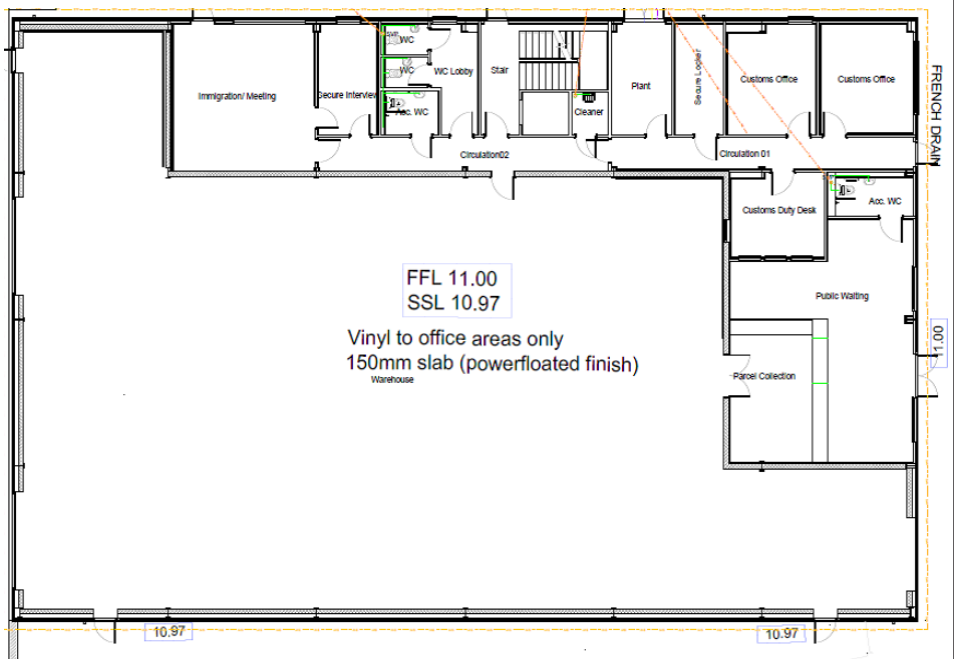 SVP
WC
WC
WC Lobby
Stair
Acc. WC
Immigration/ Meeting
Secure Interview
Cleaner
Plant
Secure Locker
Customs Office
Customs Office
FRENCH DRAIN
Circulation02
Circulation 01
Customs Duty Desk
Acc. WC
Public Waiting
FFL 11.00
SSL 10.97
Vinyl to office areas only
150mm slab (powerfloated finish)
Warehouse
Parcel Collection
11.00
10.97
10.97